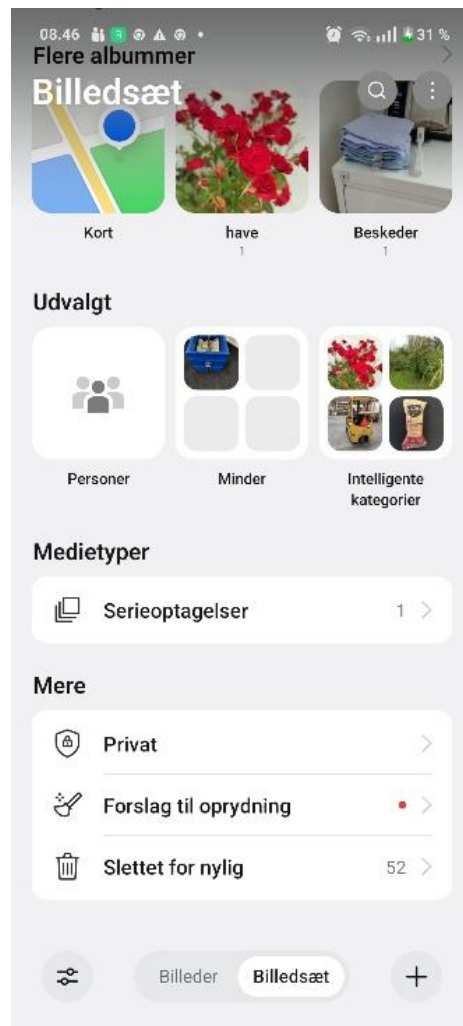 08.46
31 %
Flere albummer
Billedsæt
Kort
have
1
Beskeder
1
Udvalgt
Personer
Minder
Intelligente
kategorier
Medietyper
Serieoptagelser 1
Mere
Privat
Forslag til oprydning
Slettet for nylig 52
Billeder Billedsæt